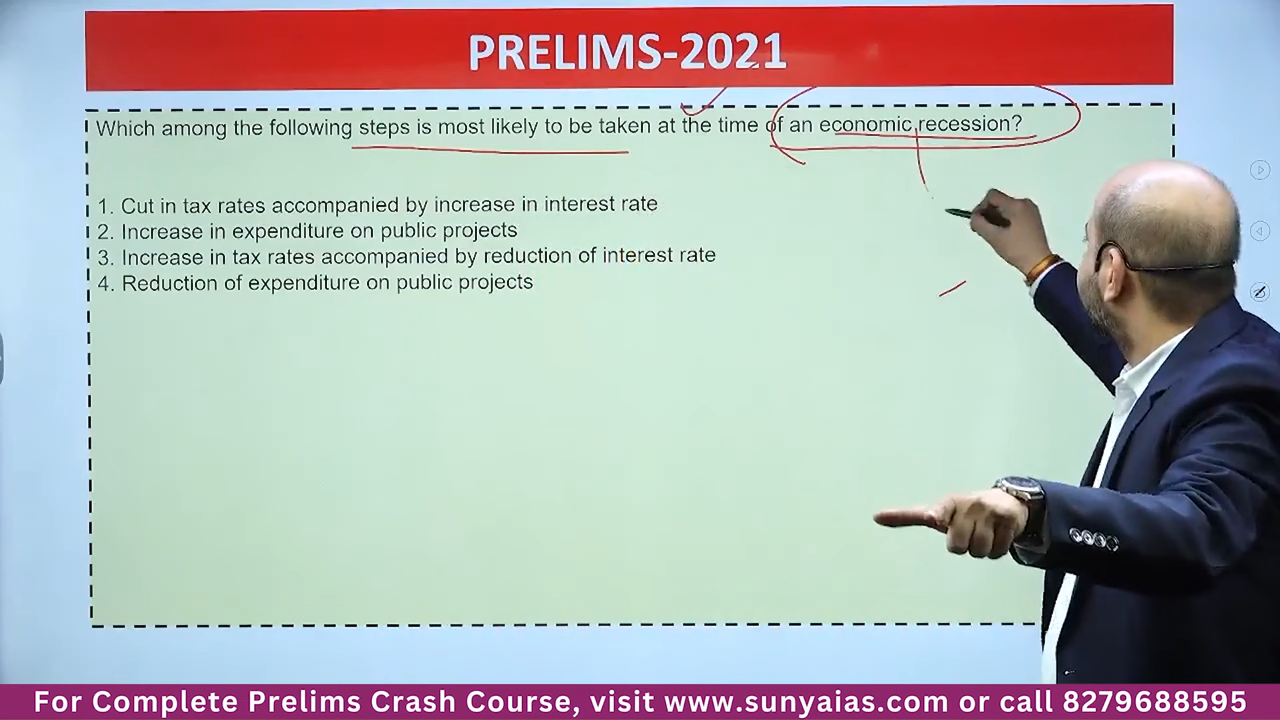 PRELIMS-2021
Which among the following steps is most likely to be taken at the time of an economic recession?
1. Cut in tax rates accompanied by increase in interest rate
2. Increase in expenditure on public projects
3. Increase in tax rates accompanied by reduction of interest rate
4. Reduction of expenditure on public projects
For Complete Prelims Crash Course, visit www.sunyaias.com or call 8279688595